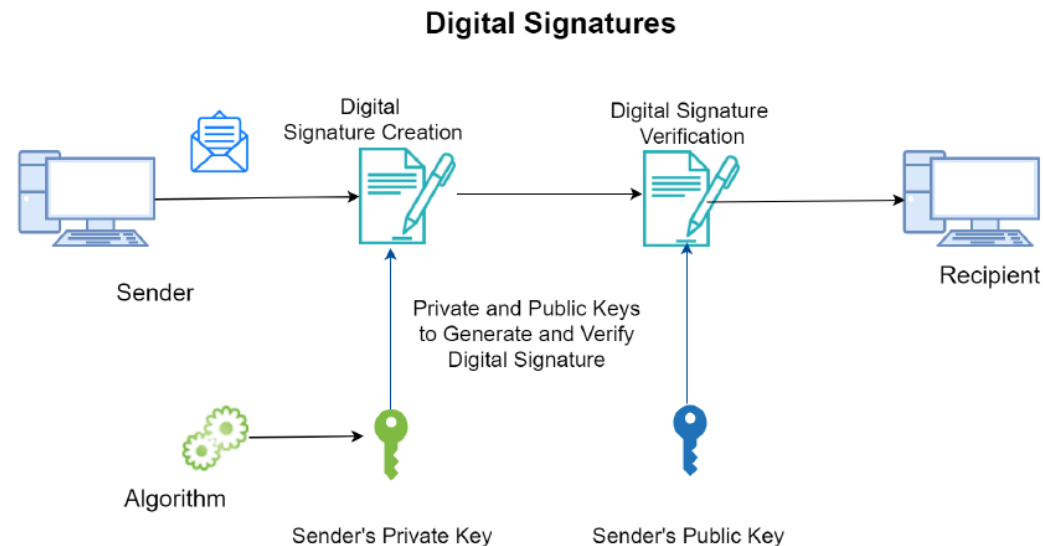 Digital Signatures
Digital
Signature Creation
Digital Signature
Verification
Sender
Recipient
Private and Public Keys
to Generate and Verify
Digital Signature
Algorithm
Sender's Private Key
Sender's Public Key